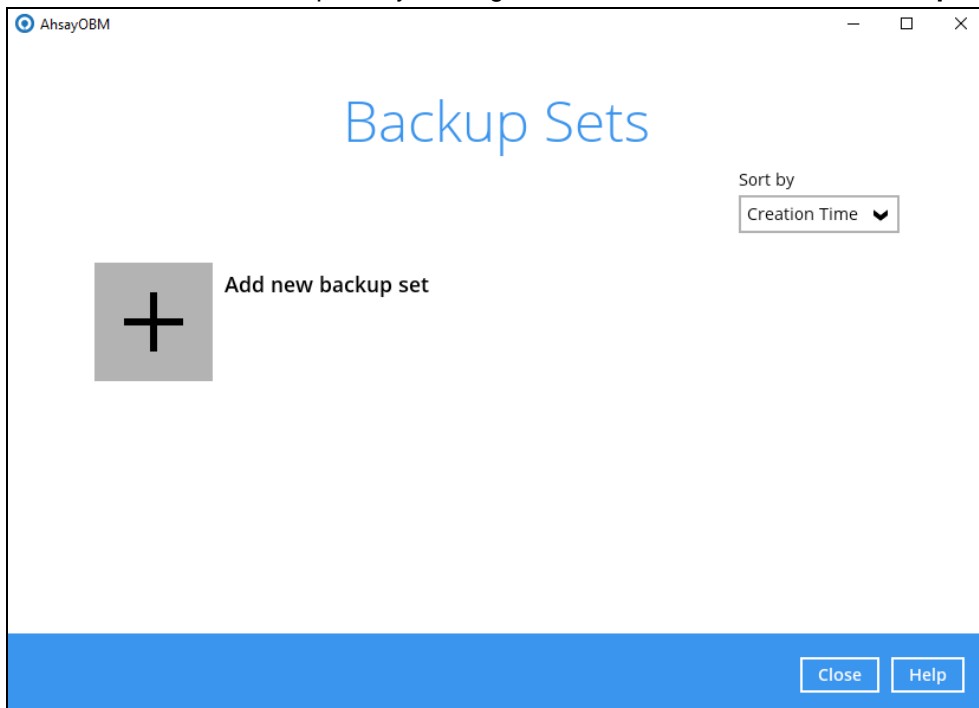 AhsayOBM
Backup Sets
Sort by
Creation Time
Add new backup set
Close
Help